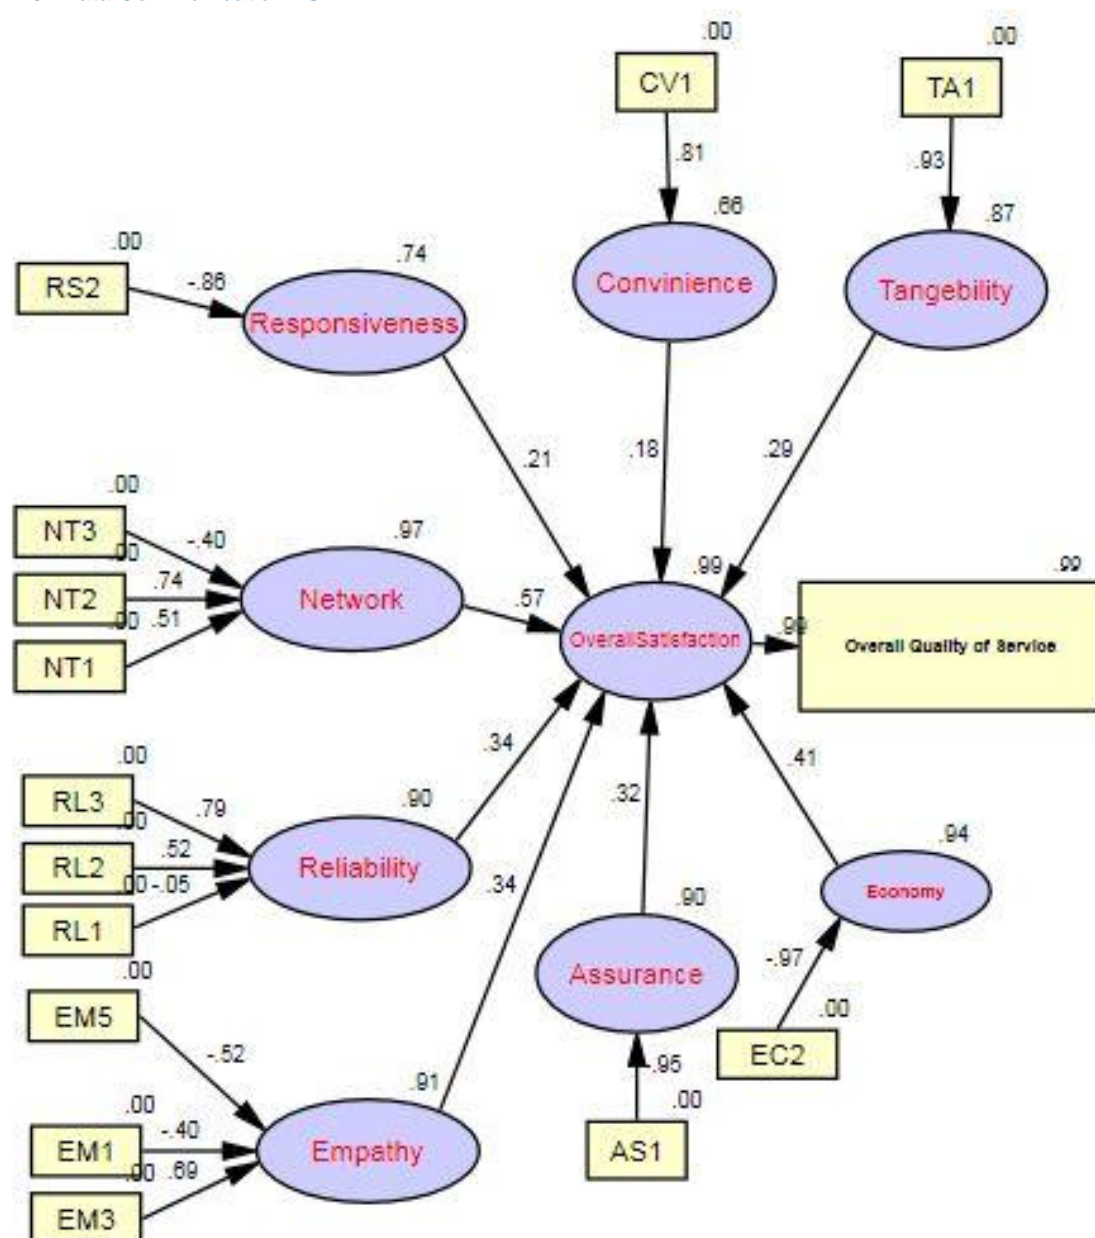 .00
.00
CV1
TA1
.81
.93
.66
.87
.00
.74
RS2
-.86
Convinience
Tangebility
Responsiveness
.21
.18
.29
.00
NT3
-.40
.97
.00
NT2
.74
Network
.57
.99
.99
.00
.51
NT1
OverallSatisfaction
.99
Overall Quality of Service
.00
RL3
.79
.90
.34
.32
.41
.00
RL2
.52
Reliability
.34
.94
.00
-.05
RL1
.90
Economy
.00
EM5
Assurance
-.97
.00
-.52
.91
-.95
EC2
.00
.00
EM1
-.40
Empathy
AS1
.00
.69
EM3